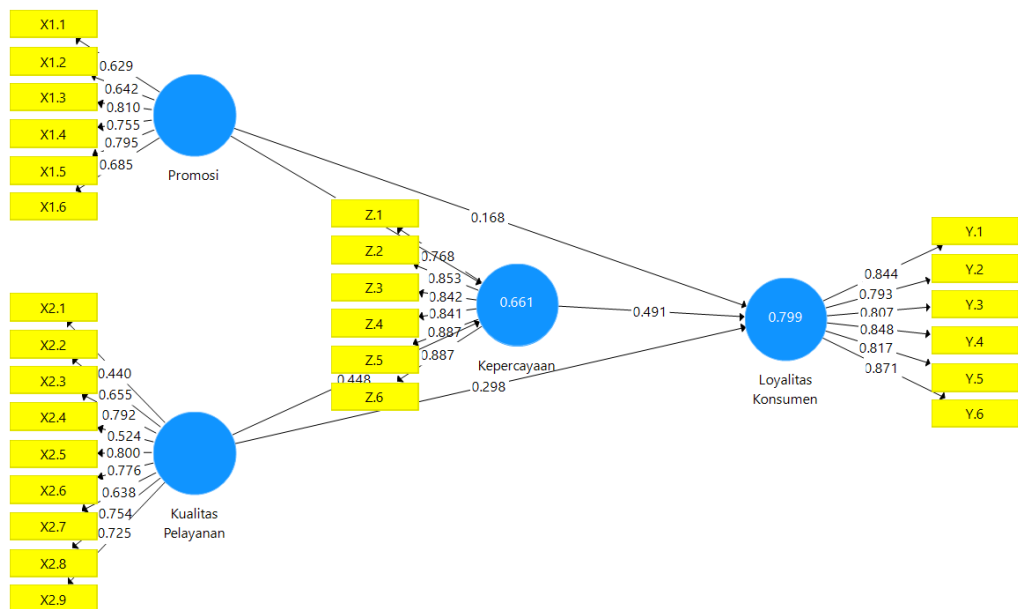 X1.1
X1.2
X1.3
X1.4
X1.5
X1.6
0.629
0.642
0.810
0.755
0.795
0.685
Promosi
X2.1
X2.2
X2.3
X2.4
X2.5
X2.6
X2.7
X2.8
X2.9
0.440
0.655
0.792
0.524
0.800
0.776
0.638
0.754
0.725
Kualitas
Pelayanan
Z.1
Z.2
Z.3
Z.4
Z.5
Z.6
0.768
0.853
0.842
0.841
0.887
0.887
0.661
Kepercayaan
0.168
0.491
0.448
0.298
0.799
Loyalitas
Konsumen
0.844
0.793
0.807
0.848
0.817
0.871
Y.1
Y.2
Y.3
Y.4
Y.5
Y.6